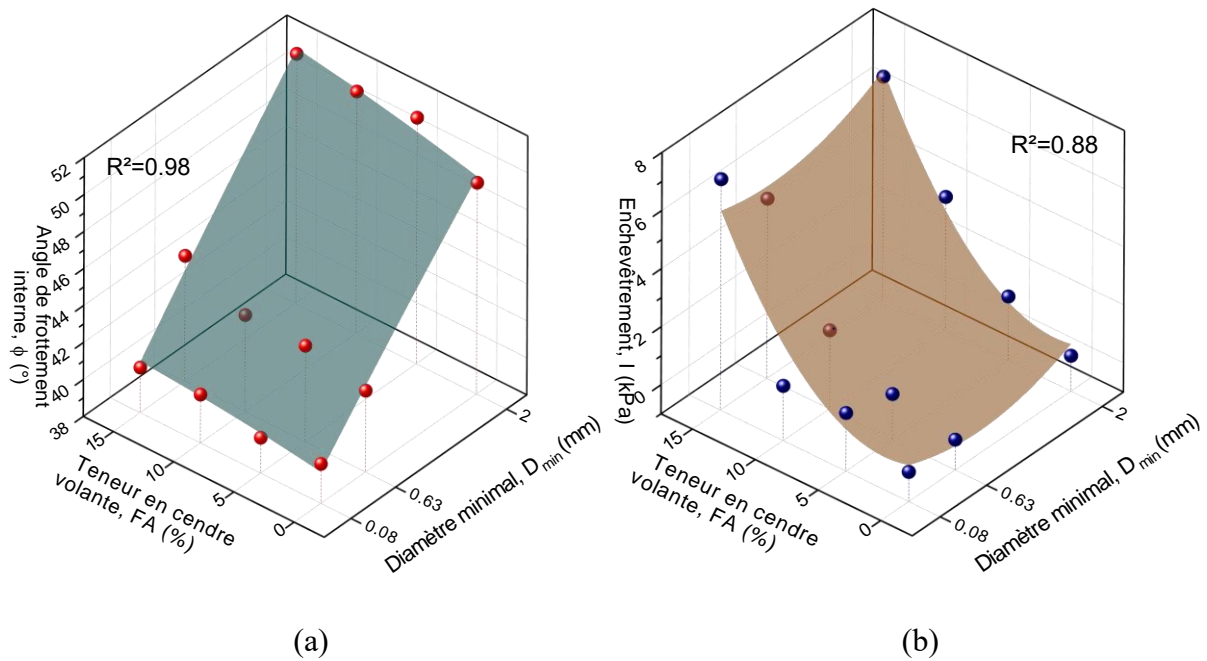 (a)
R²=0.98
52
50
48
46
44
42
40
38
Angle de frottement
interne, ϕ (°)
15
10
5
0
Teneur en cendre
volante, FA (%)
0.08
0.63
2
Diamètre minimal, D min (mm)
(b)
R²=0.88
8
6
4
2
0
Enchevêtrement, I (kPa)
15
10
5
0
Teneur en cendre
volante, FA (%)
0.08
0.63
2
Diamètre minimal, D min (mm)
(a)
(b)